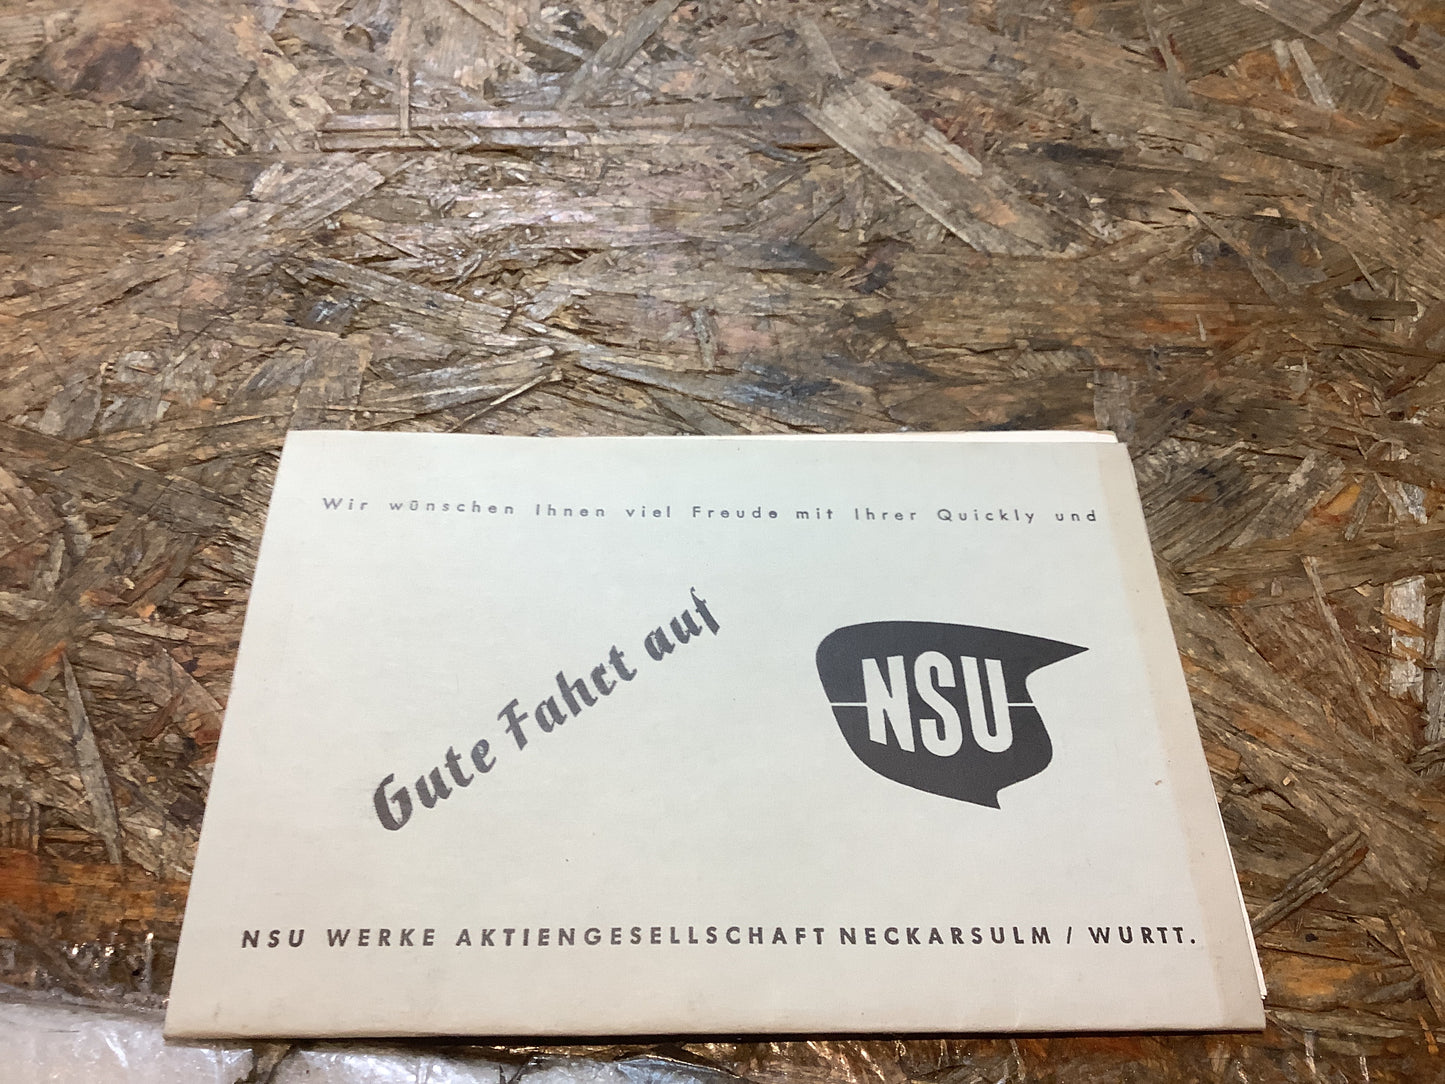 Wir wünschen Ihnen viel Freude mit Ihrer Quickly und
Gute Fahrt auf
NSU
NSU WERKE AKTIENGESELLSCHAFT NECKARSULM / WURTT.